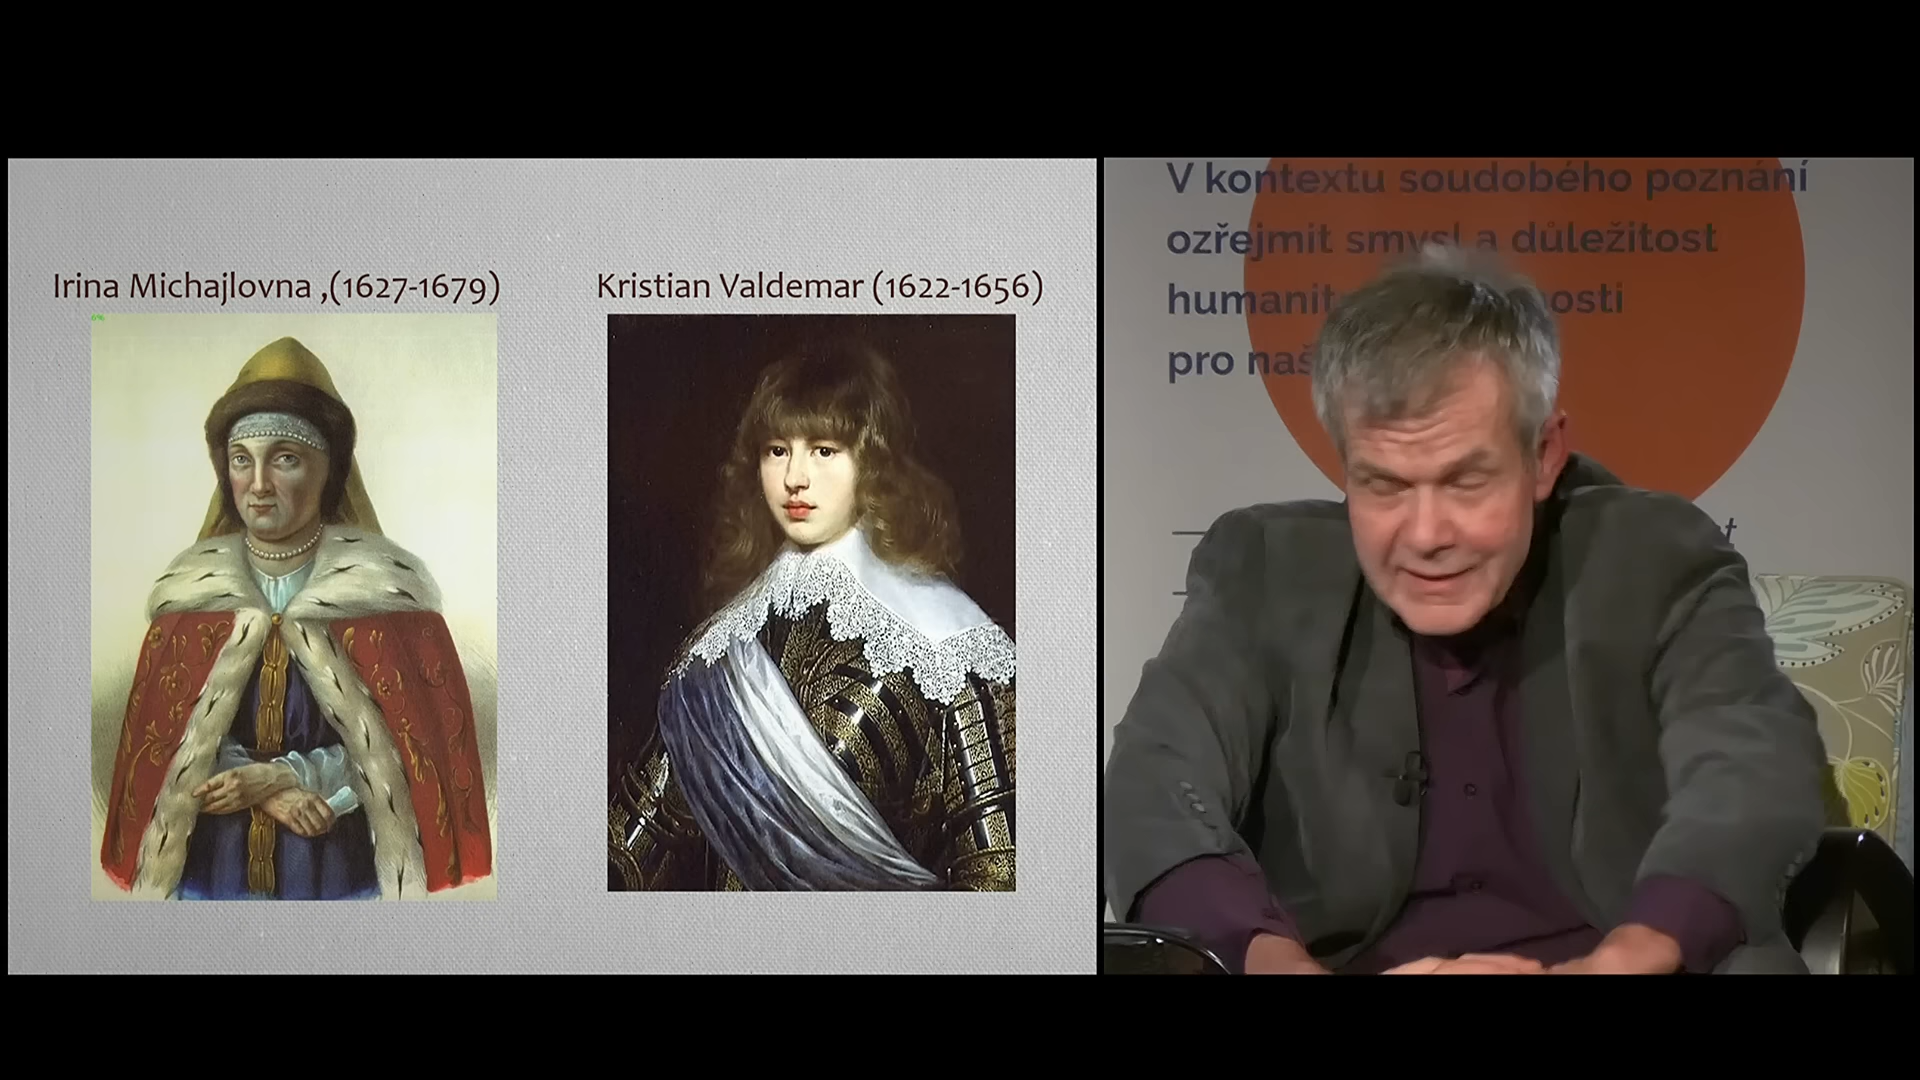 Irina Michajlovna ,(1627-1679)
Kristian Valdemar (1622-1656)
V kontextu soudobého poznání
ozřejmit smysl a důležitost
humanit osti
pro naš